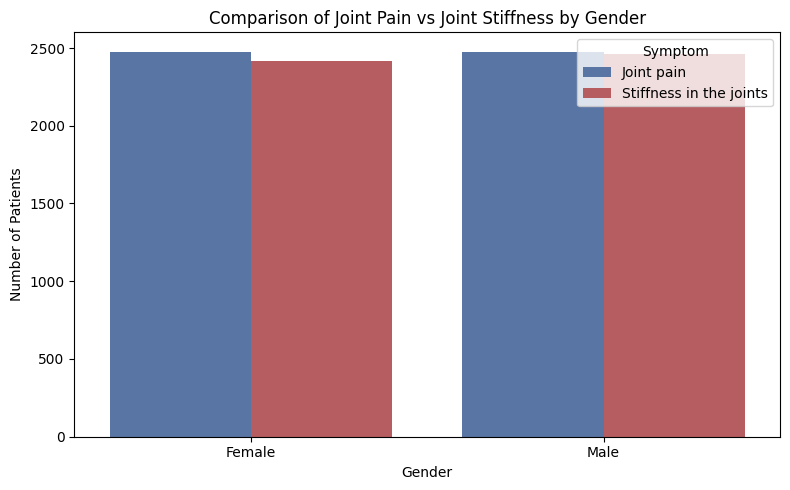 Comparison of Joint Pain vs Joint Stiffness by Gender
Number of Patients
2500
2000
1500
1000
500
0
Symptom
Joint pain
Stiffness in the joints
Female
Male
Gender